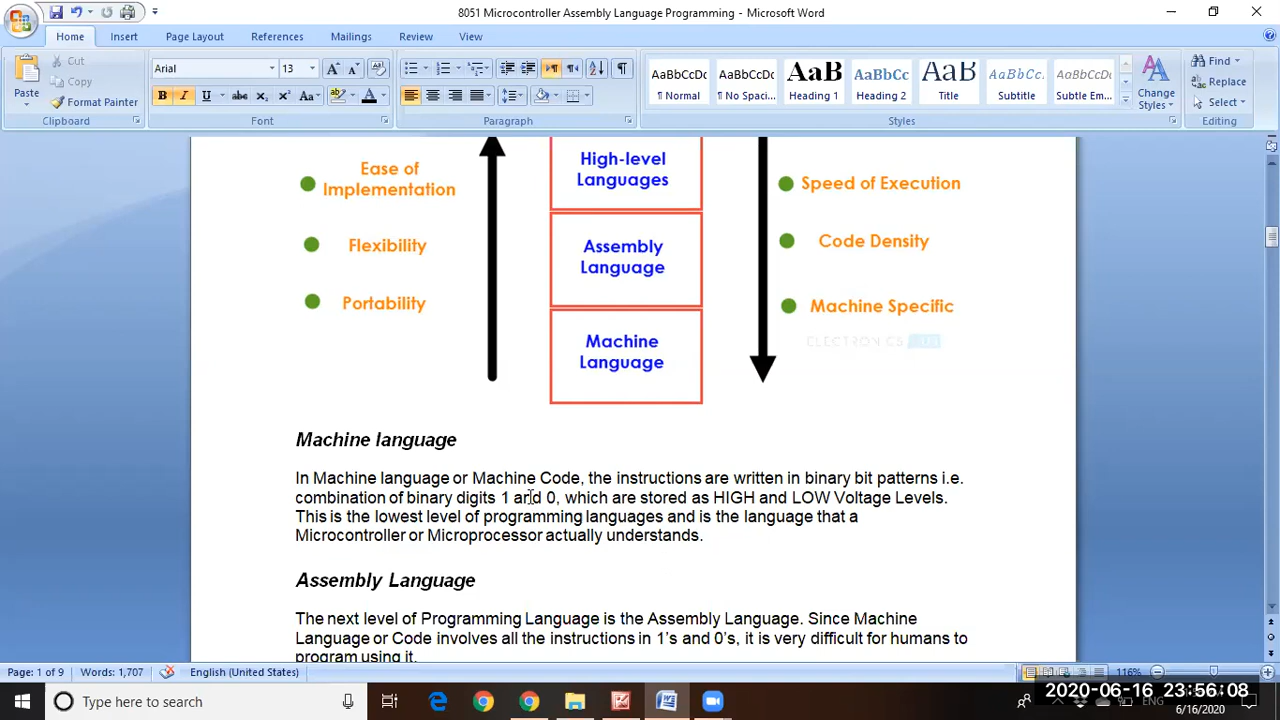 8051 Microcontroller Assembly Language Programming - Microsoft Word
Home Insert Page Layout References Mailings Review View
Paste
Cut
Copy
Format Painter
Clipboard
Arial 13
Font
Paragraph
AaBbCcDc AaBbCcDc AaB AaBbCc AaB AaBbCc AaBbCcDc
¶ Normal ¶ No Spaci... Heading 1 Heading 2 Title Subtitle Subtle Em...
Change Styles
Styles
Find
Replace
Select
Editing
High-level
Languages
Ease of
Implementation
Speed of Execution
Flexibility
Assembly
Language
Code Density
Portability
Machine Specific
Machine
Language
ELECTRONICS
Machine language
In Machine language or Machine Code, the instructions are written in binary bit patterns i.e.
combination of binary digits 1 and 0, which are stored as HIGH and LOW Voltage Levels.
This is the lowest level of programming languages and is the language that a
Microcontroller or Microprocessor actually understands.
Assembly Language
The next level of Programming Language is the Assembly Language. Since Machine
Language or Code involves all the instructions in 1’s and 0’s, it is very difficult for humans to
program using it.
Page: 1 of 9 Words: 1,707 English (United States) 116%
Type here to search
2020-06-16 23:56:08
ENG
6/16/2020